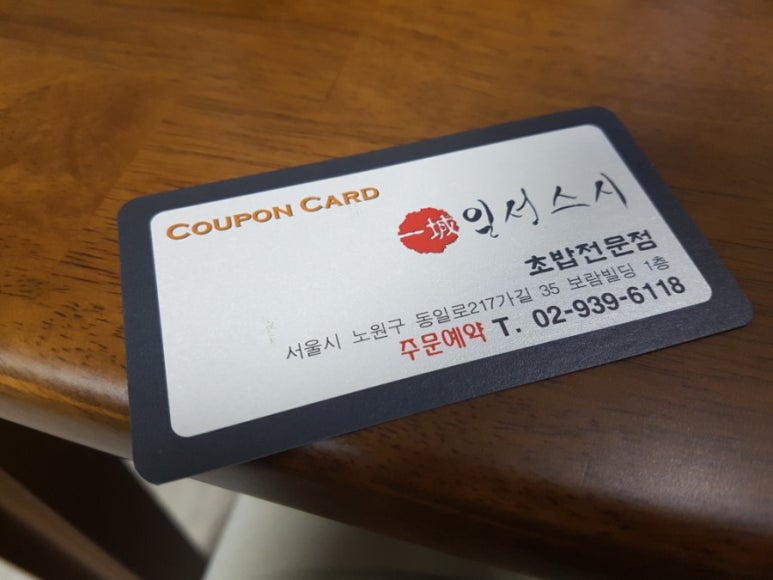 COUPON CARD
一城 일성스시
초밥전문점
서울시 노원구 동일로217가길 35 보람빌딩 1층
주문예약 T. 02-939-6118